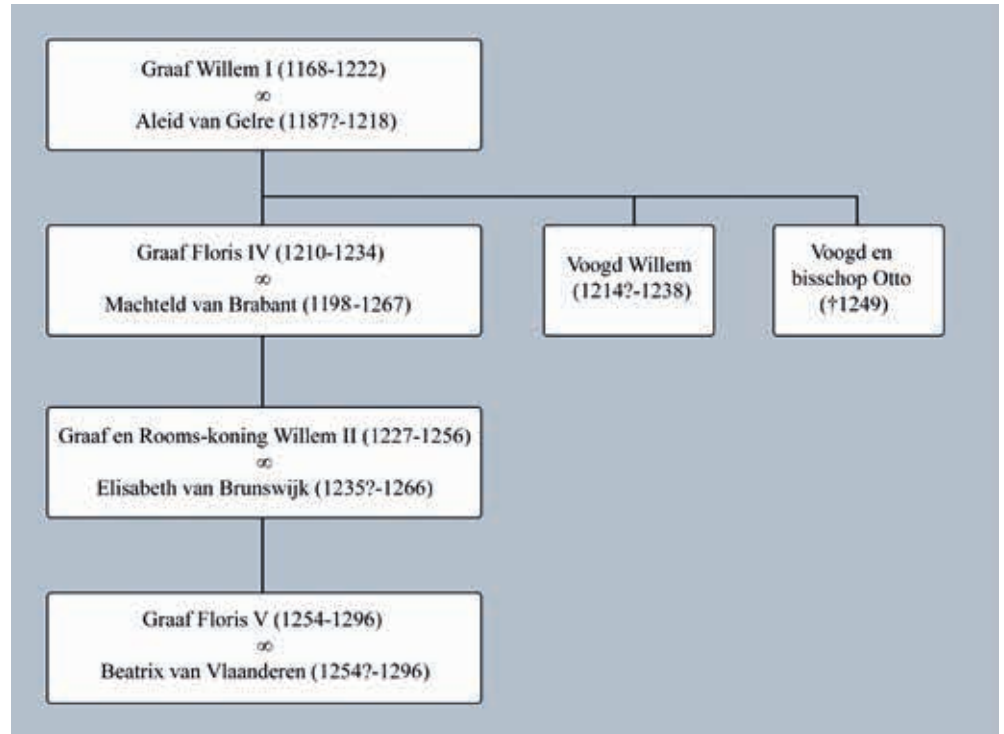 Graaf Willem I (1168-1222)
∞
Aleid van Gelre (1187?-1218)
Graaf Floris IV (1210-1234)
∞
Machteld van Brabant (1198-1267)
Voogd Willem
(1214?-1238)
Voogd en
bisschop Otto
(†1249)
Graaf en Rooms-koning Willem II (1227-1256)
∞
Elisabeth van Brunswijk (1235?-1266)
Graaf Floris V (1254-1296)
∞
Beatrix van Vlaanderen (1254?-1296)